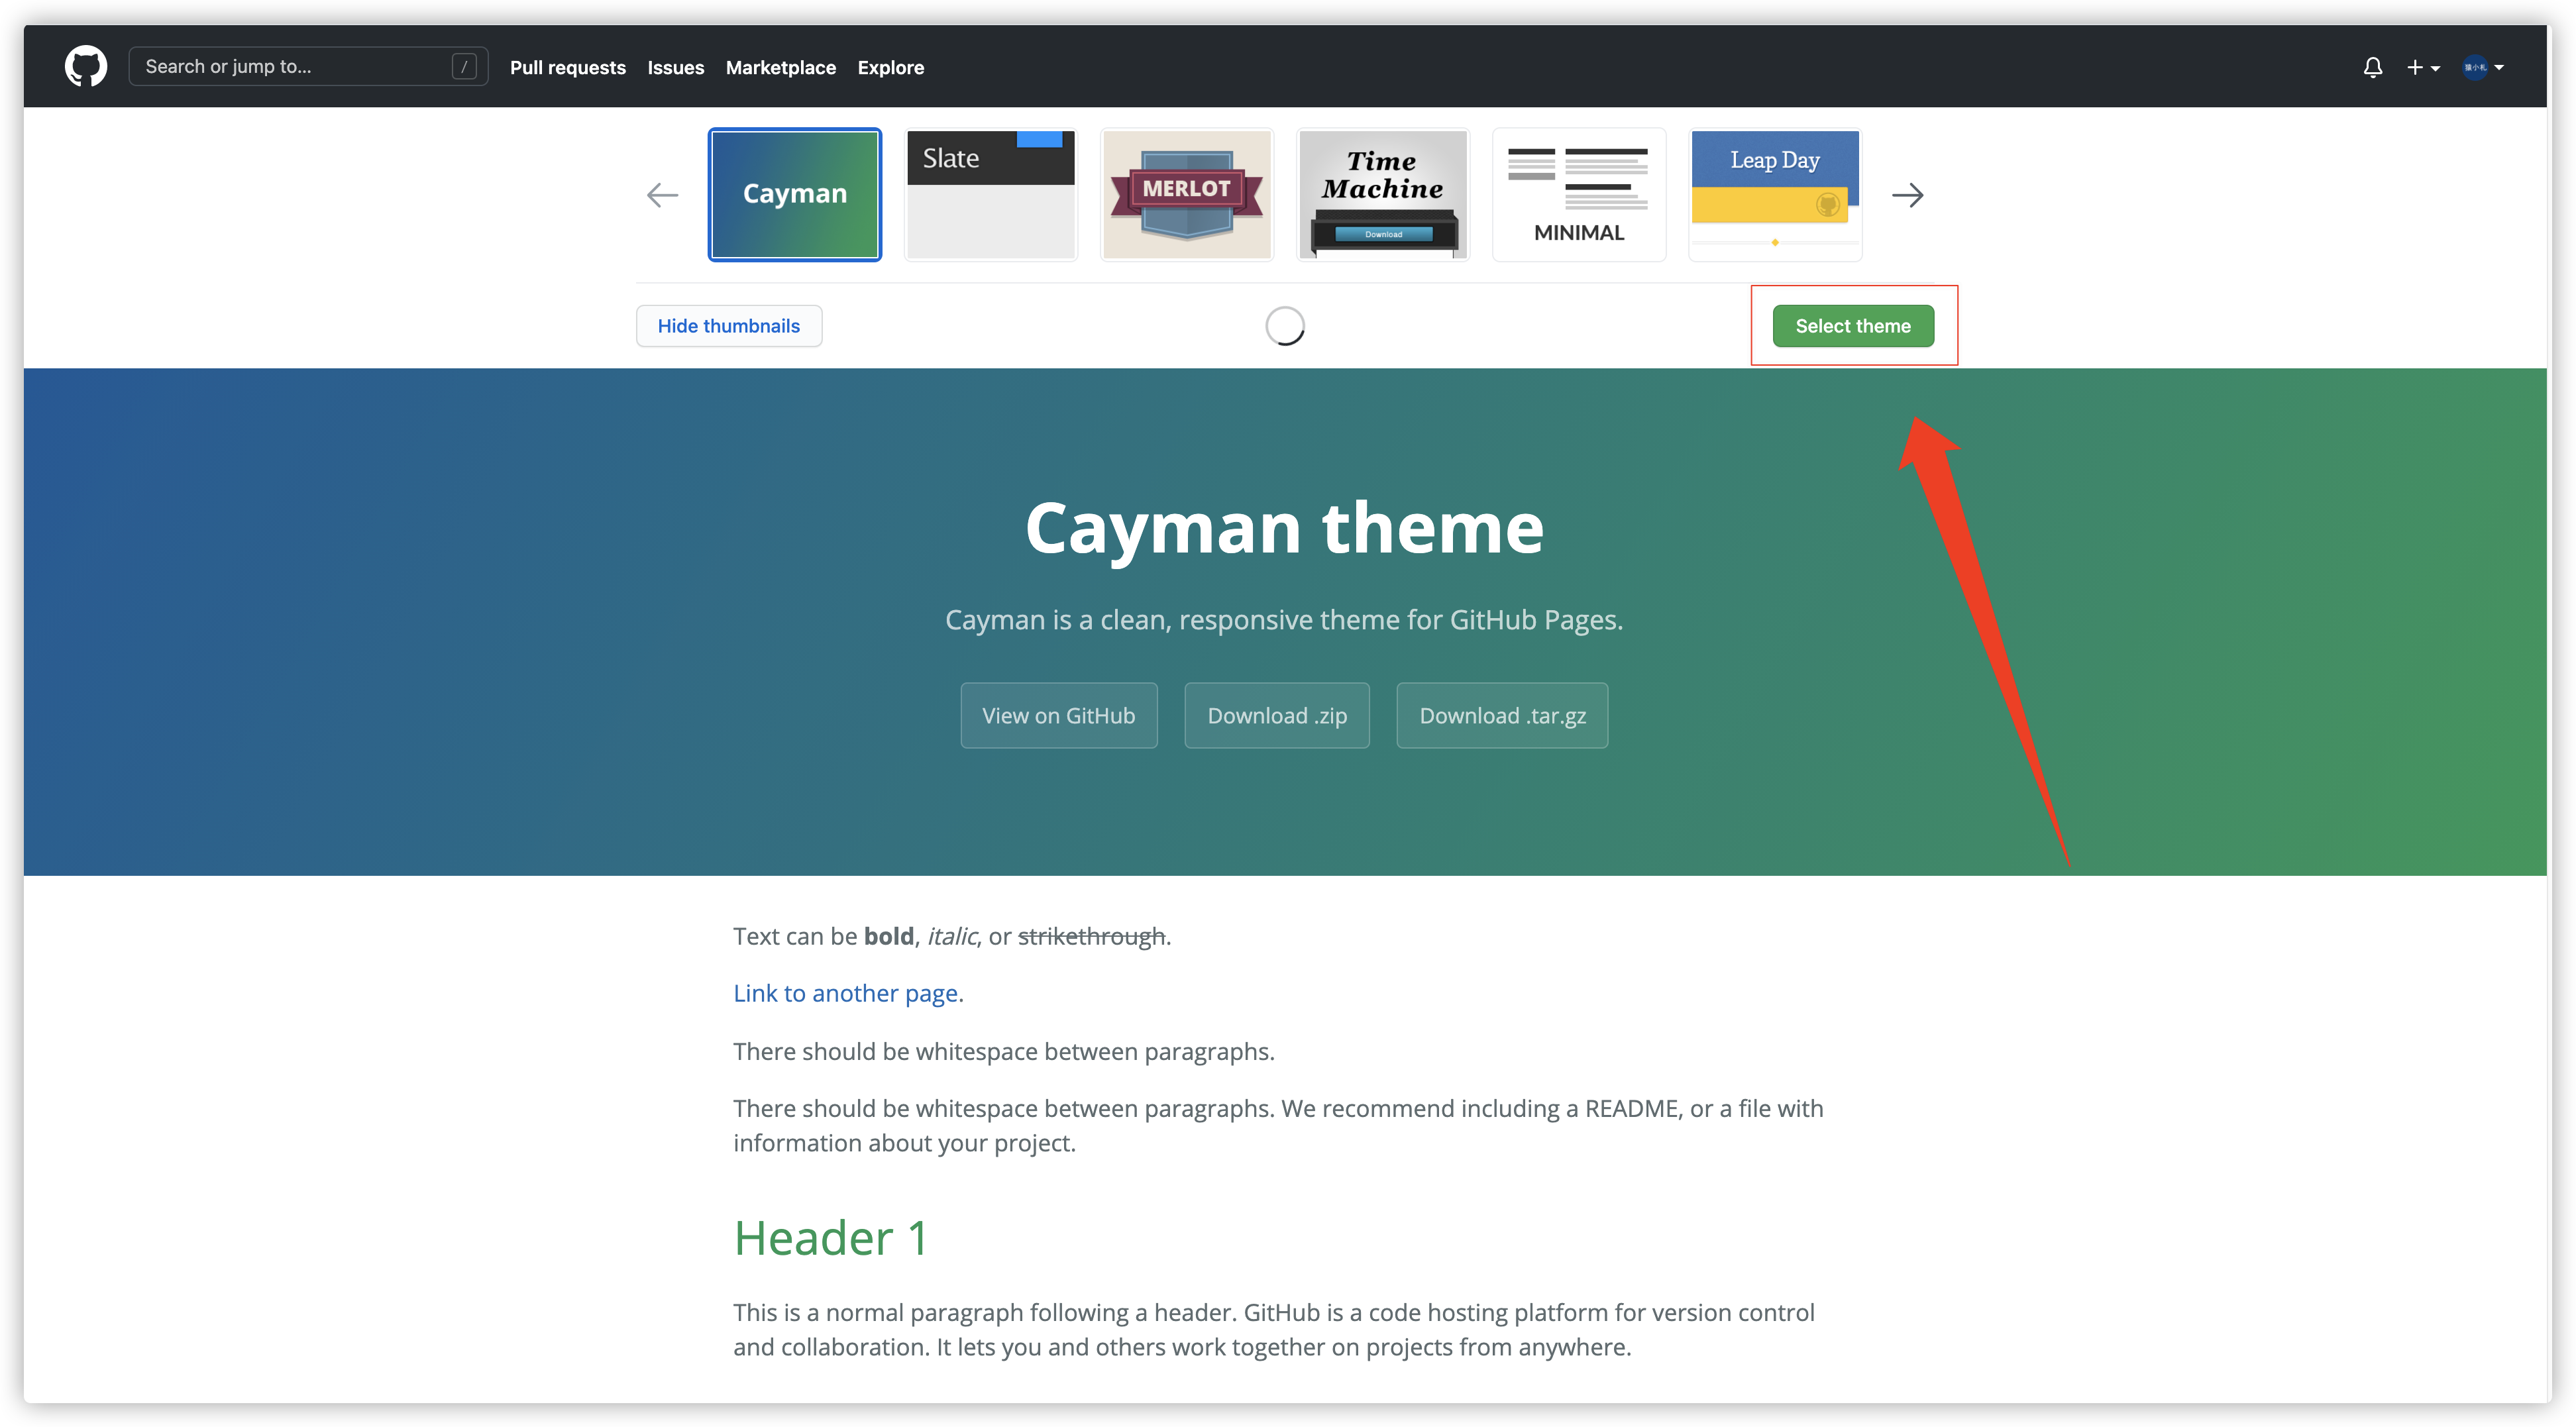 Search or jump to... /
Pull requests Issues Marketplace Explore
猿小札
Cayman
Slate
MERLOT
Time
Machine
Download
MINIMAL
Leap Day
Hide thumbnails
Select theme
Cayman theme
Cayman is a clean, responsive theme for GitHub Pages.
View on GitHub
Download .zip
Download .tar.gz
Text can be bold, italic, or strikethrough.
Link to another page.
There should be whitespace between paragraphs.
There should be whitespace between paragraphs. We recommend including a README, or a file with
information about your project.
Header 1
This is a normal paragraph following a header. GitHub is a code hosting platform for version control
and collaboration. It lets you and others work together on projects from anywhere.